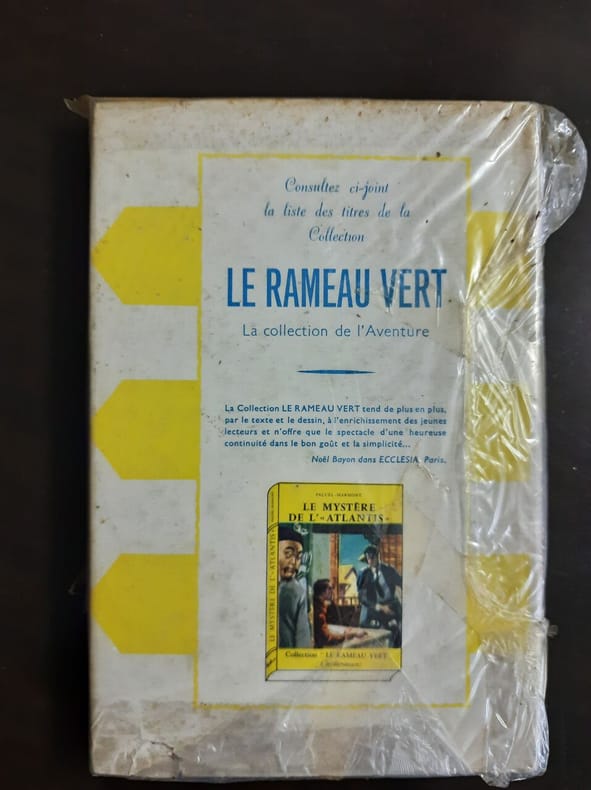 Consultez ci-joint
la liste des titres de la
Collection
LE RAMEAU VERT
La collection de l'Aventure
La Collection LE RAMEAU VERT tend de plus en plus,
par le texte et le dessin, à l'enrichissement des jeunes
lecteurs et n'offre que le spectacle d'une heureuse
continuité dans le bon goût et la simplicité...
Noël Bayon dans ECCLESIA, Paris.
LE MYSTÈRE
DE L'«ATLANTIS»
LE MYSTÈRE DE L'«ATLANTIS»
Collection "LE RAMEAU VERT"
Casterman